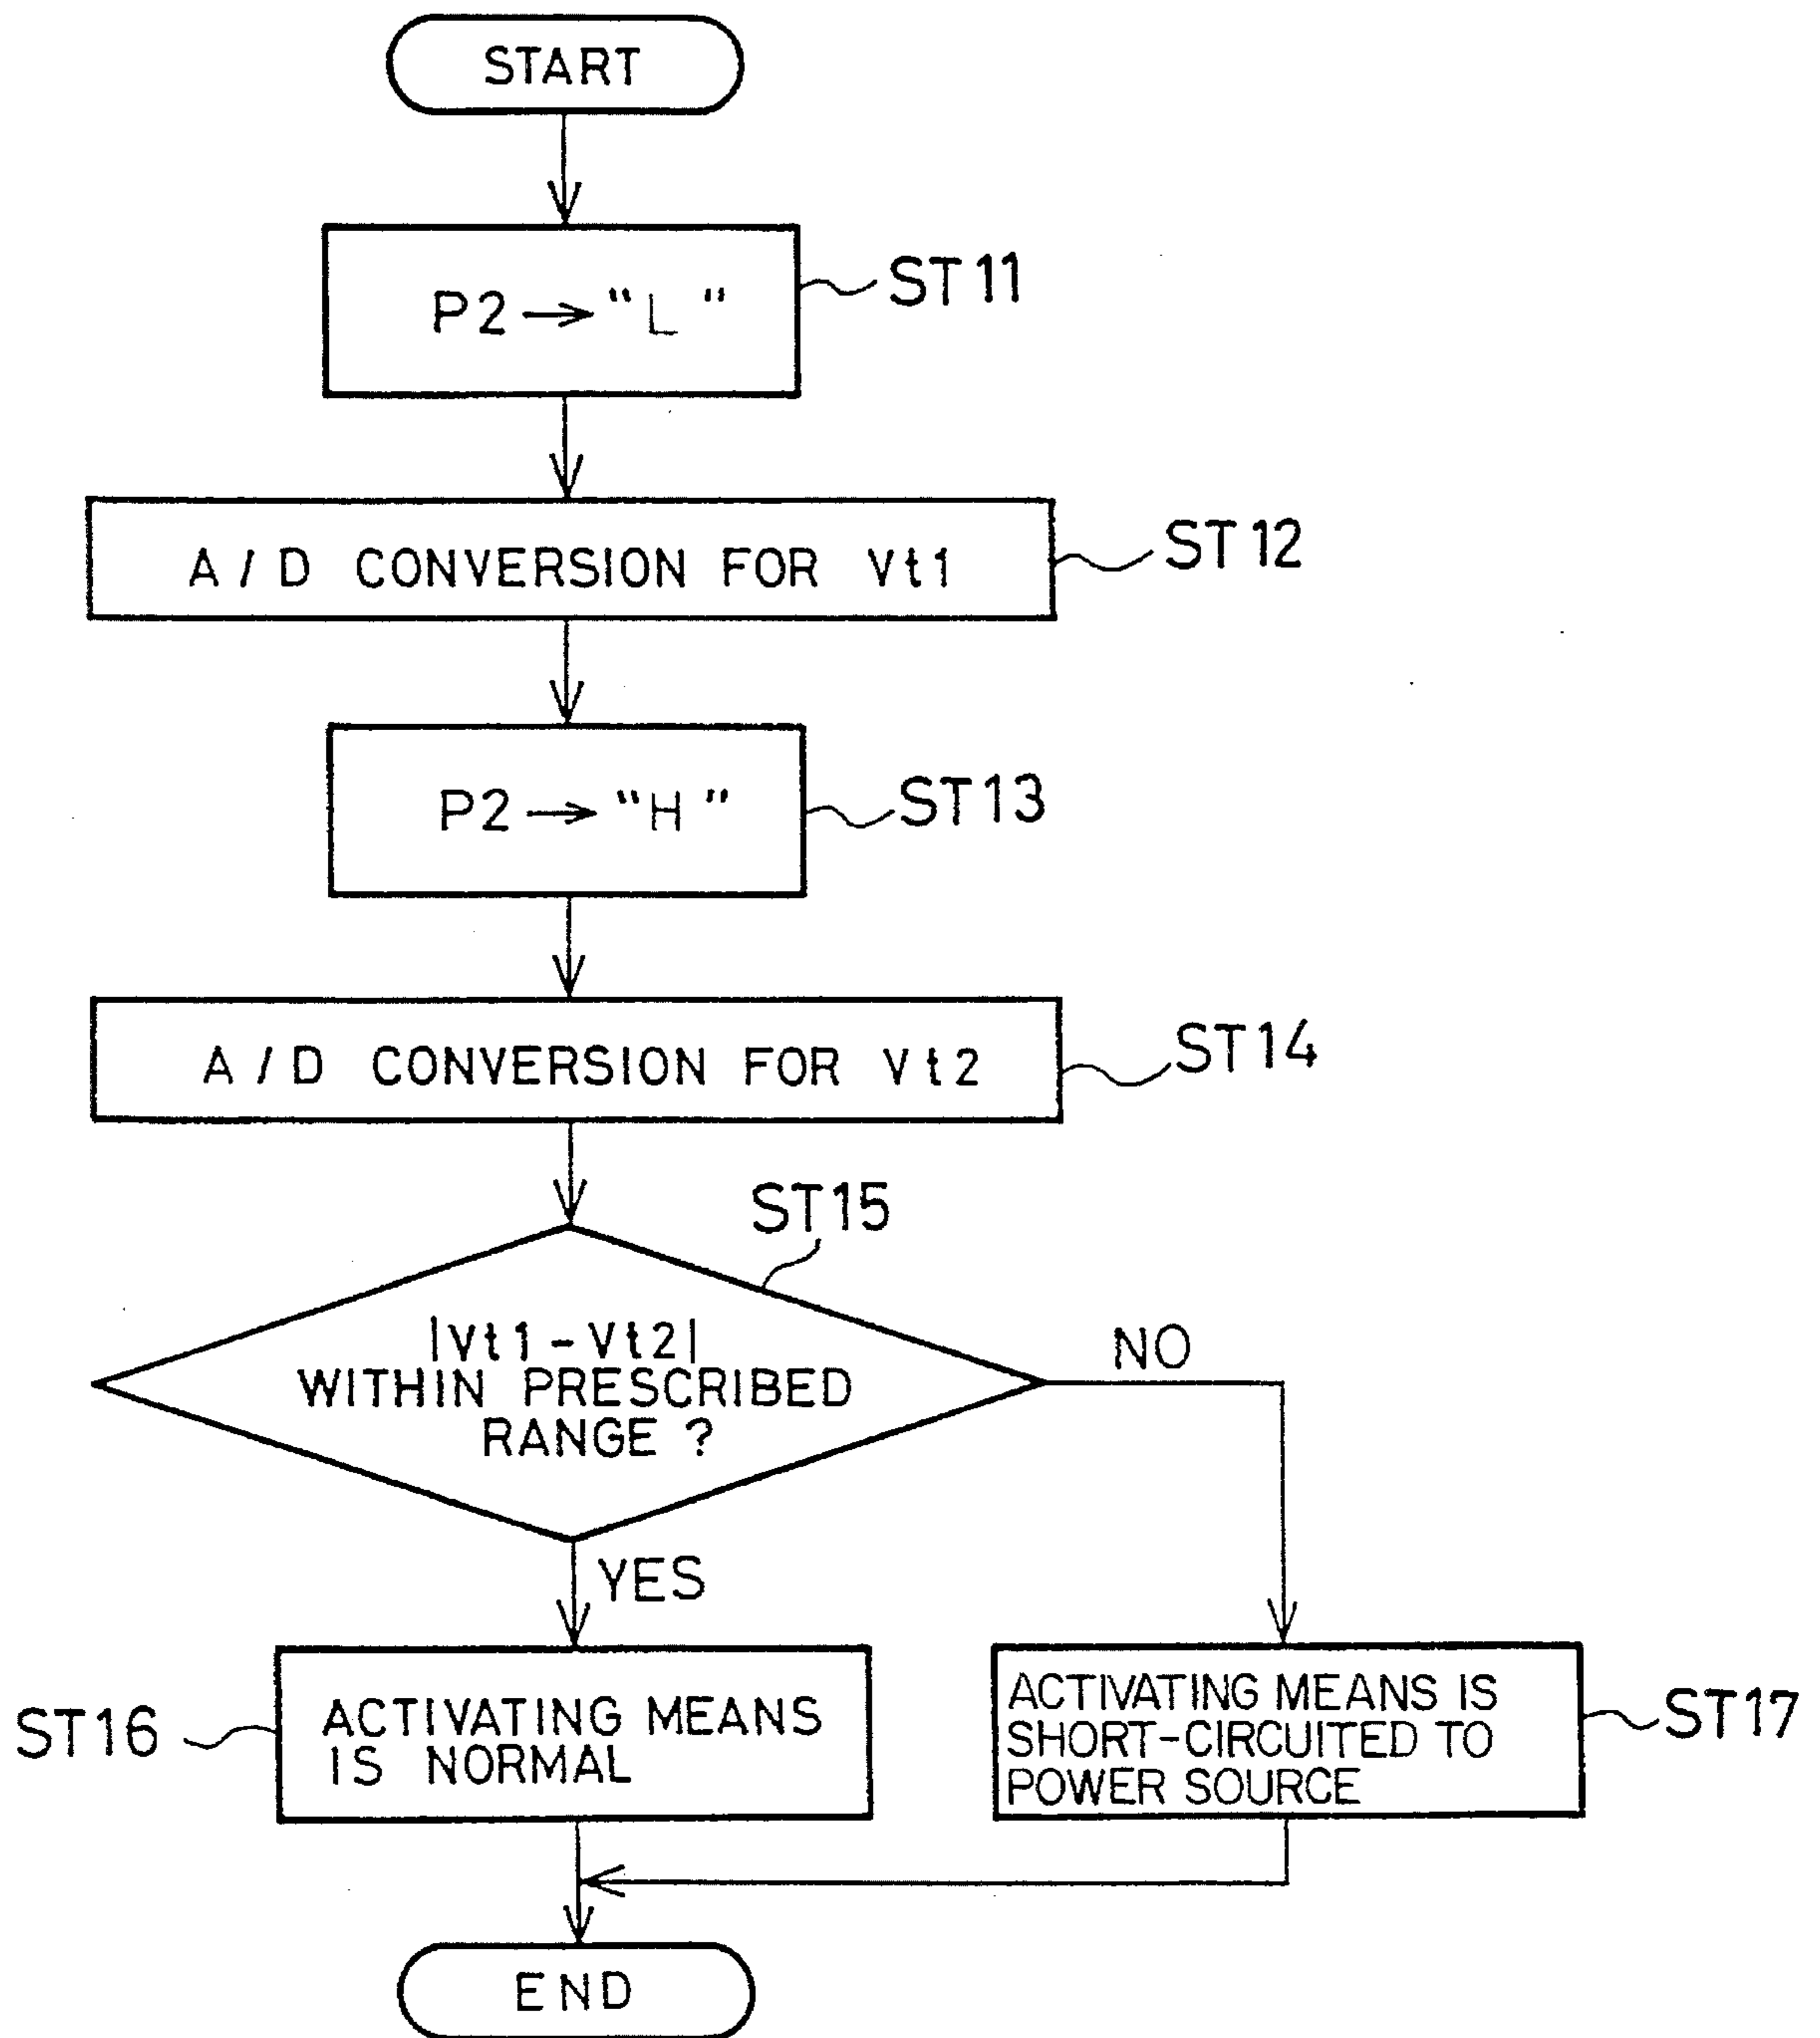 START
P2→"L"
ST11
A/D CONVERSION FOR Vt1
ST12
P2→"H"
ST13
A/D CONVERSION FOR Vt2
ST14
ST15
|Vt1-Vt2|
WITHIN PRESCRIBED
RANGE ?
NO
YES
ST16
ACTIVATING MEANS
IS NORMAL
ACTIVATING MEANS IS
SHORT-CIRCUITED TO
POWER SOURCE
ST17
END